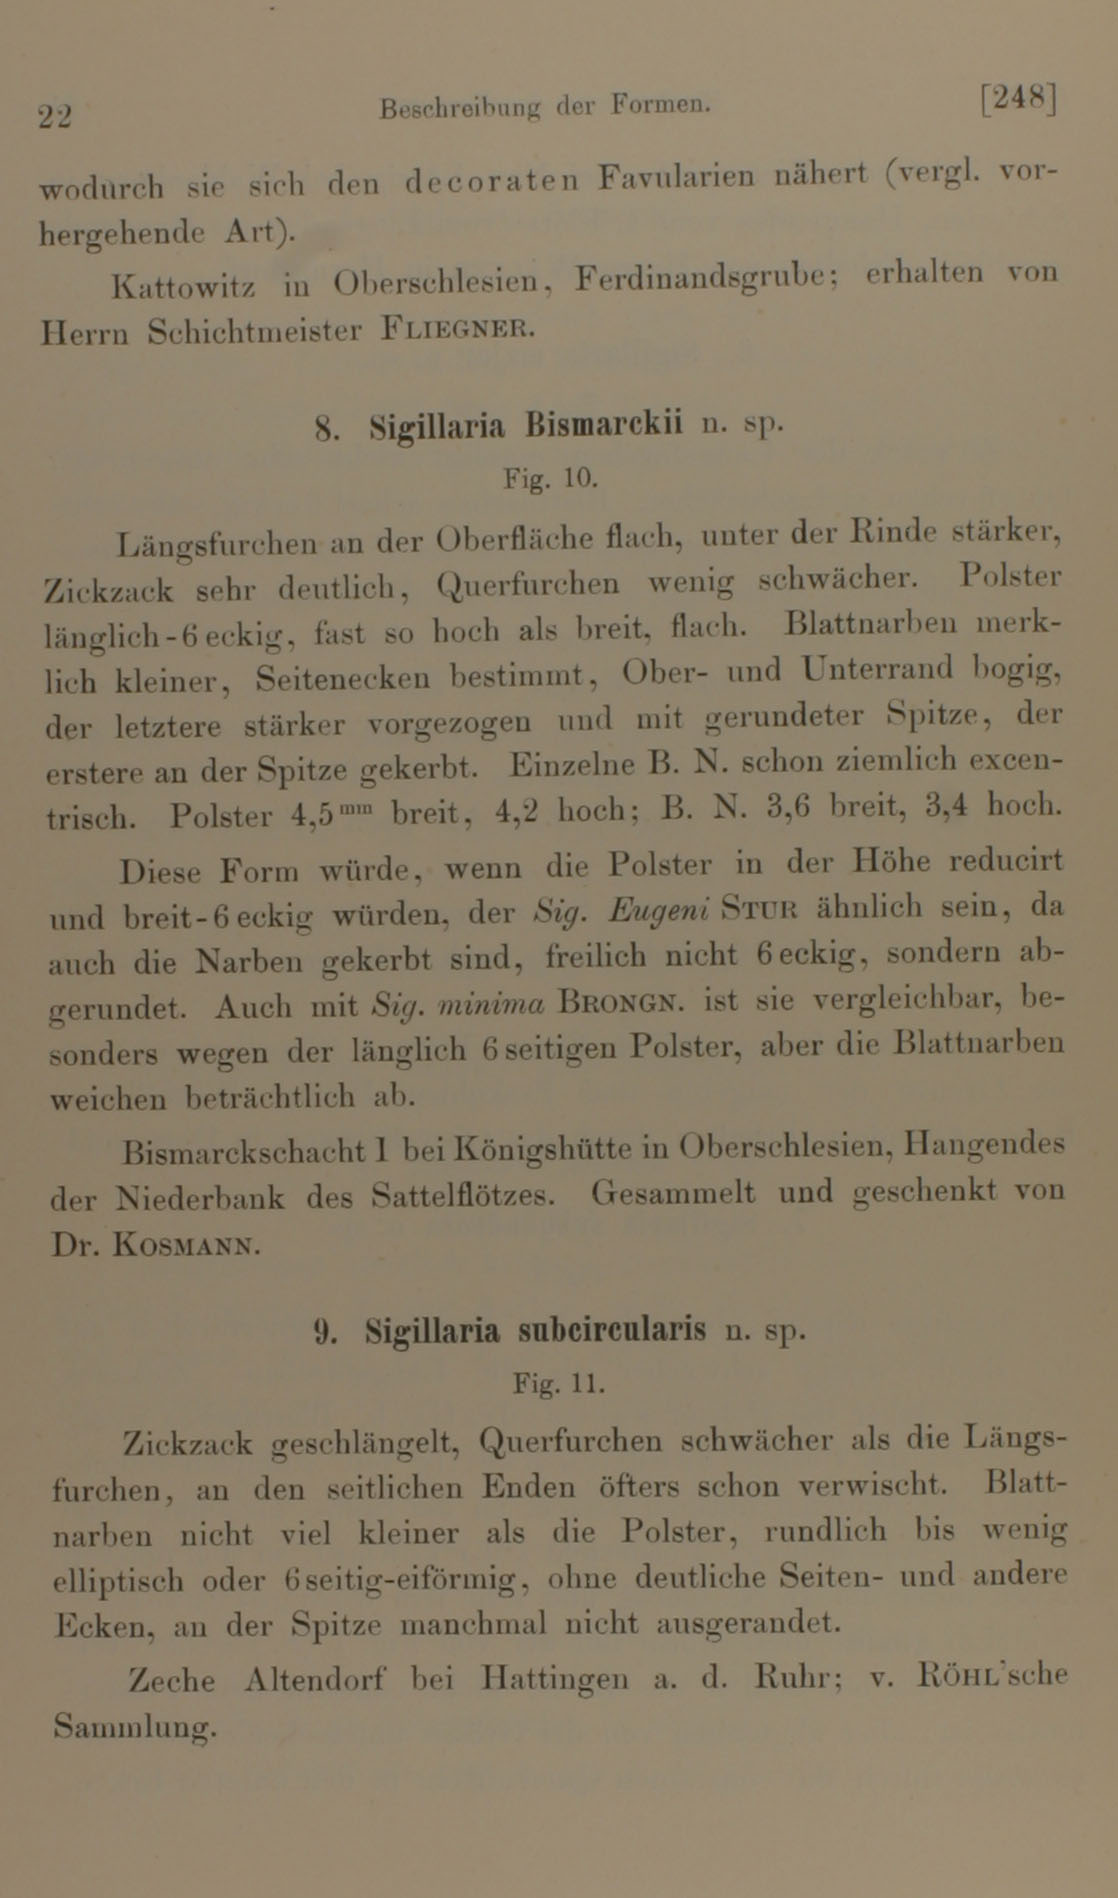 22 Beschreibung der Formen. [248]
wodurch sie sich den decoraten Favularien nähert (vergl. vor-
hergehende Art).
Kattowitz in Oberschlesien, Ferdinandsgrube; erhalten von
Herrn Schichtmeister FLIEGNER.
8. Sigillaria Bismarckii n. sp.
Fig. 10.
Längsfurchen an der Oberfläche flach, unter der Rinde stärker,
Zickzack sehr deutlich, Querfurchen wenig schwächer. Polster
länglich-6eckig, fast so hoch als breit, flach. Blattnarben merk-
lich kleiner, Seitenecken bestimmt, Ober- und Unterrand bogig,
der letztere stärker vorgezogen und mit gerundeter Spitze, der
erstere an der Spitze gekerbt. Einzelne B. N. schon ziemlich excen-
trisch. Polster 4,5mm breit, 4,2 hoch; B. N. 3,6 breit, 3,4 hoch.
Diese Form würde, wenn die Polster in der Höhe reducirt
und breit-6eckig würden, der Sig. Eugeni STUR ähnlich sein, da
auch die Narben gekerbt sind, freilich nicht 6eckig, sondern ab-
gerundet. Auch mit Sig. minima BRONGN. ist sie vergleichbar, be-
sonders wegen der länglich 6seitigen Polster, aber die Blattnarben
weichen beträchtlich ab.
Bismarckschacht I bei Königshütte in Oberschlesien, Hangendes
der Niederbank des Sattelflötzes. Gesammelt und geschenkt von
Dr. KOSMANN.
9. Sigillaria subcircularis n. sp.
Fig. 11.
Zickzack geschlängelt, Querfurchen schwächer als die Längs-
furchen, an den seitlichen Enden öfters schon verwischt. Blatt-
narben nicht viel kleiner als die Polster, rundlich bis wenig
elliptisch oder 6seitig-eiförmig, ohne deutliche Seiten- und andere
Ecken, an der Spitze manchmal nicht ausgerandet.
Zeche Altendorf bei Hattingen a. d. Ruhr; v. RÖHL'sche
Sammlung.